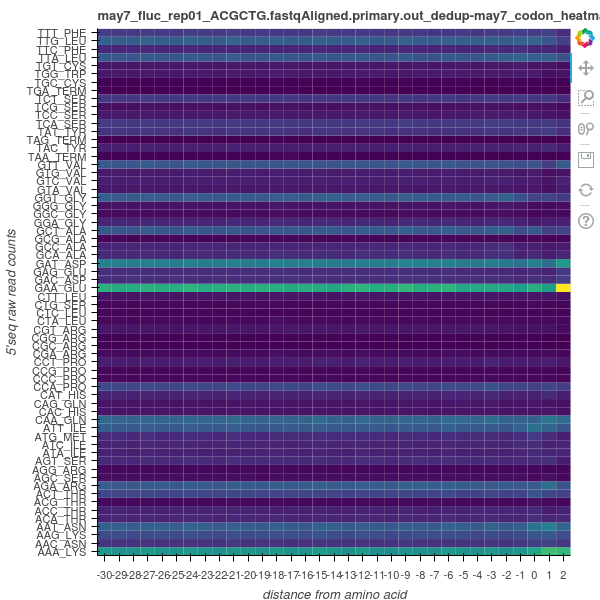 may7_fluc_rep01_ACGCTG.fastqAligned.primary.out_dedup-may7_codon_heatm
TTT_PHE
TTG_LEU
TTC_PHE
TTA_LEU
TGT_CYS
TGG_TRP
TGC_CYS
TGA_TERM
TCT_SER
TCG_SER
TCC_SER
TCA_SER
TAT_TYR
TAG_TERM
TAC_TYR
TAA_TERM
GTT_VAL
GTG_VAL
GTC_VAL
GTA_VAL
GGT_GLY
GGG_GLY
GGC_GLY
GGA_GLY
GCT_ALA
GCG_ALA
GCC_ALA
GCA_ALA
GAT_ASP
GAG_GLU
GAC_ASP
GAA_GLU
CTT_LEU
CTG_SER
CTC_LEU
CTA_LEU
CGT_ARG
CGG_ARG
CGC_ARG
CGA_ARG
CCT_PRO
CCG_PRO
CCC_PRO
CCA_PRO
CAT_HIS
CAG_GLN
CAC_HIS
CAA_GLN
ATT_ILE
ATG_MET
ATC_ILE
ATA_ILE
AGT_SER
AGG_ARG
AGC_SER
AGA_ARG
ACT_THR
ACG_THR
ACC_THR
ACA_THR
AAT_ASN
AAG_LYS
AAC_ASN
AAA_LYS
5'seq raw read counts
-30 -29 -28 -27 -26 -25 -24 -23 -22 -21 -20 -19 -18 -17 -16 -15 -14 -13 -12 -11 -10 -9 -8 -7 -6 -5 -4 -3 -2 -1 0 1 2
distance from amino acid